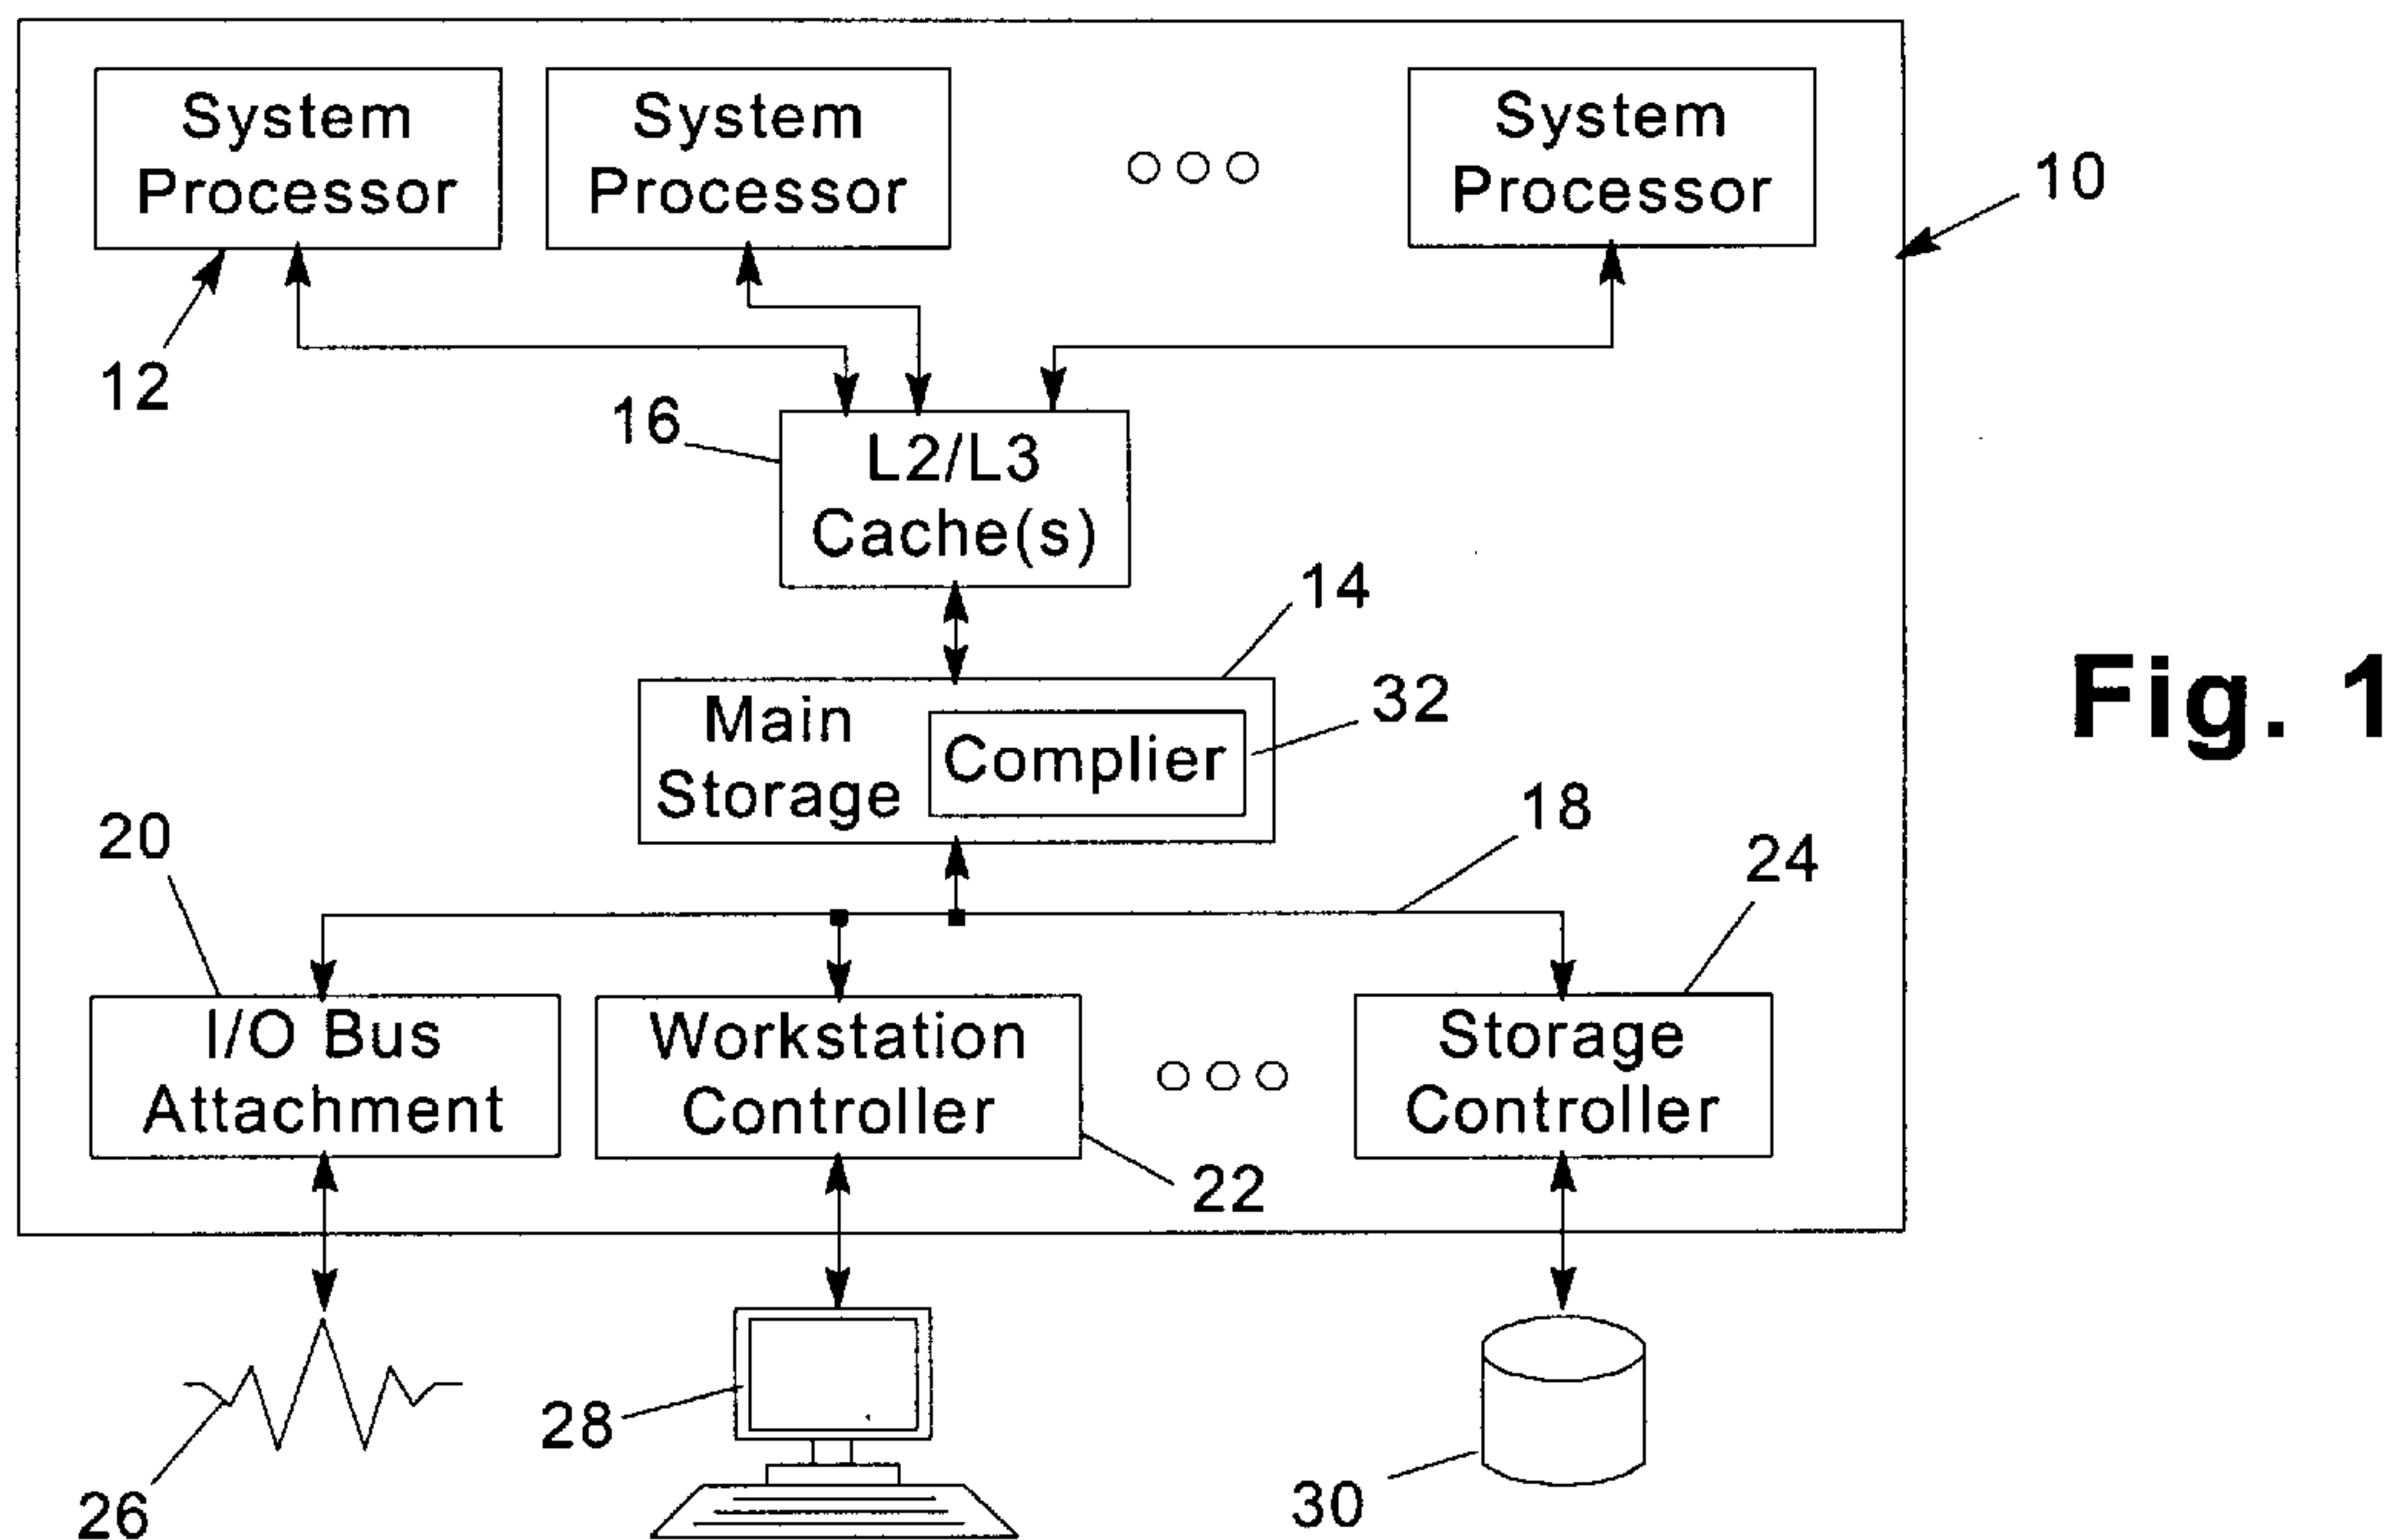 System
Processor
System
Processor
System
Processor
10
12
16
L2/L3
Cache(s)
14
Main
Storage
Complier
32
Fig. 1
18
20
24
I/O Bus
Attachment
Workstation
Controller
Storage
Controller
22
26
28
30